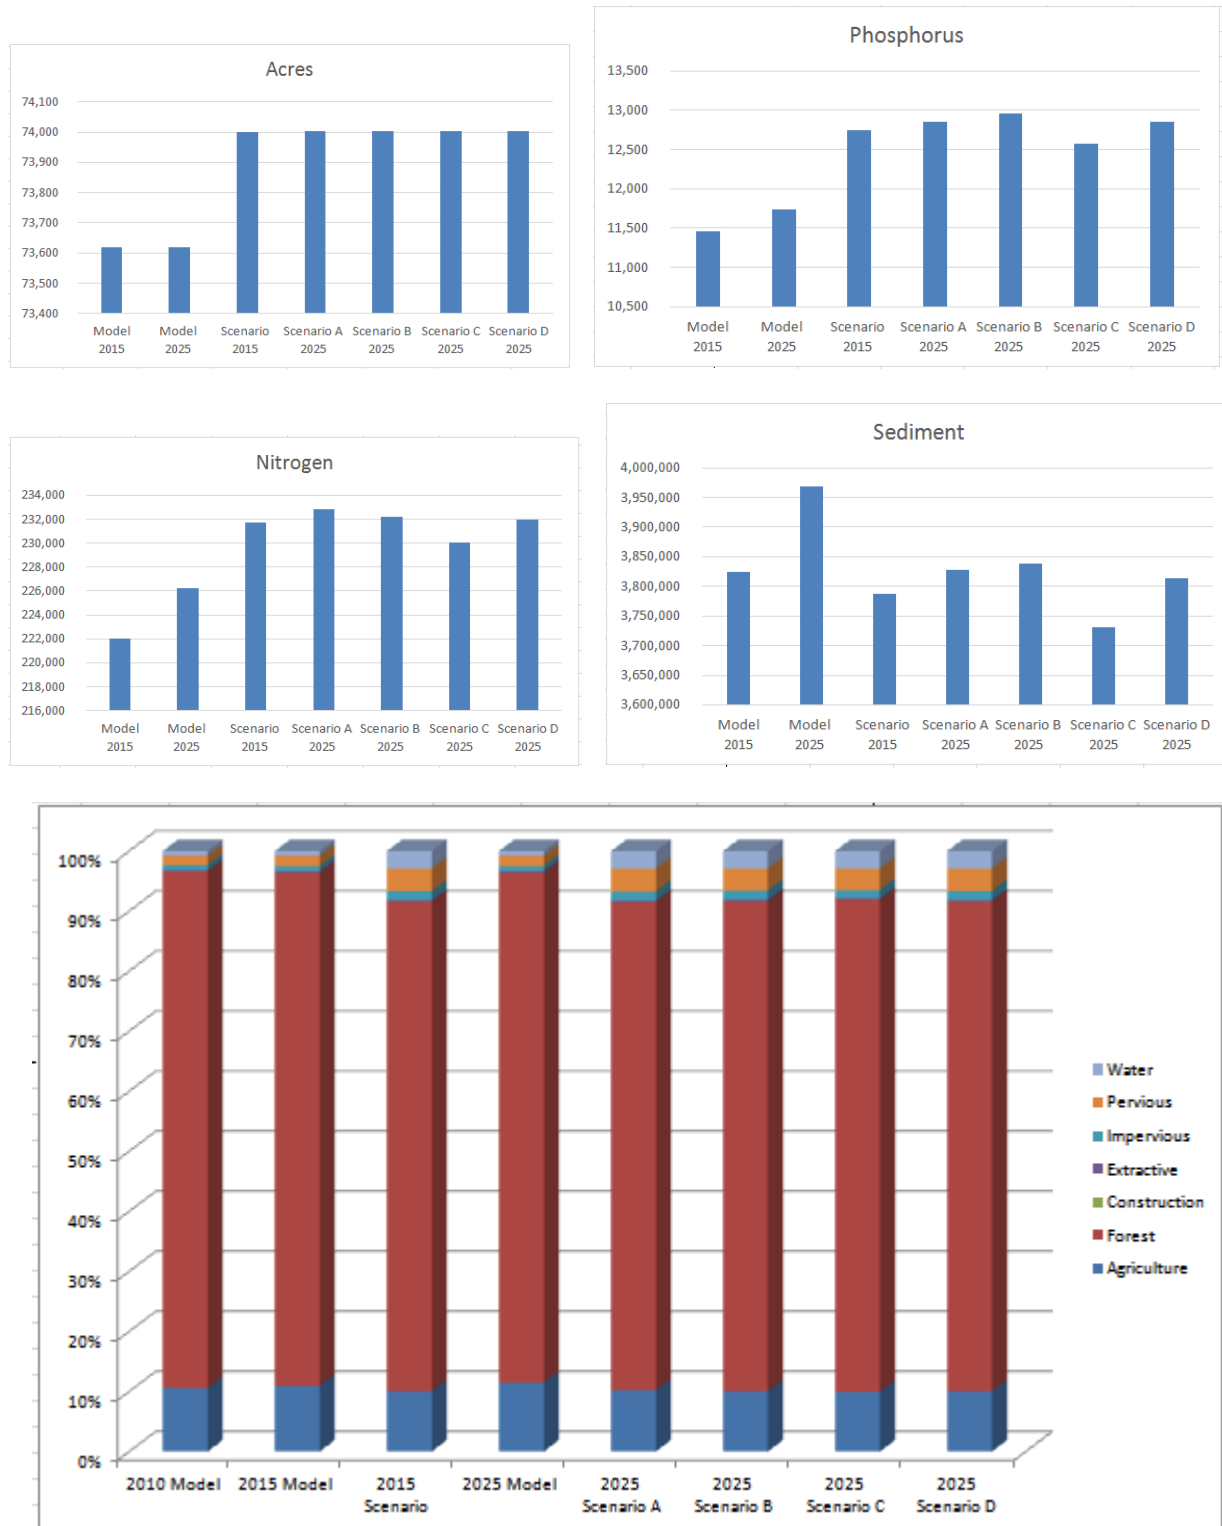 Acres
74,100
74,000
73,900
73,800
73,700
73,600
73,500
73,400
Model Model Scenario Scenario A Scenario B Scenario C Scenario D
2015 2025 2015 2025 2025 2025 2025
Phosphorus
13,500
13,000
12,500
12,000
11,500
11,000
10,500
Model Model Scenario Scenario A Scenario B Scenario C Scenario D
2015 2025 2015 2025 2025 2025 2025
Nitrogen
234,000
232,000
230,000
228,000
226,000
224,000
222,000
220,000
218,000
216,000
Model Model Scenario Scenario A Scenario B Scenario C Scenario D
2015 2025 2015 2025 2025 2025 2025
Sediment
4,000,000
3,950,000
3,900,000
3,850,000
3,800,000
3,750,000
3,700,000
3,650,000
3,600,000
Model Model Scenario Scenario A Scenario B Scenario C Scenario D
2015 2025 2015 2025 2025 2025 2025
100%
90%
80%
70%
60%
50%
40%
30%
20%
10%
0%
2010 Model 2015 Model 2015 2025 Model 2025 2025 2025 2025
Scenario Scenario A Scenario B Scenario C Scenario D
Water
Pervious
Impervious
Extractive
Construction
Forest
Agriculture